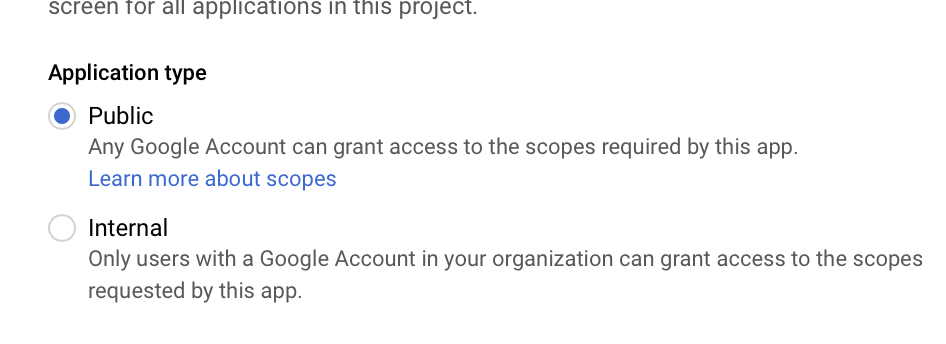 screen for all applications in this project.
Application type
Public
Any Google Account can grant access to the scopes required by this app.
Learn more about scopes
Internal
Only users with a Google Account in your organization can grant access to the scopes
requested by this app.